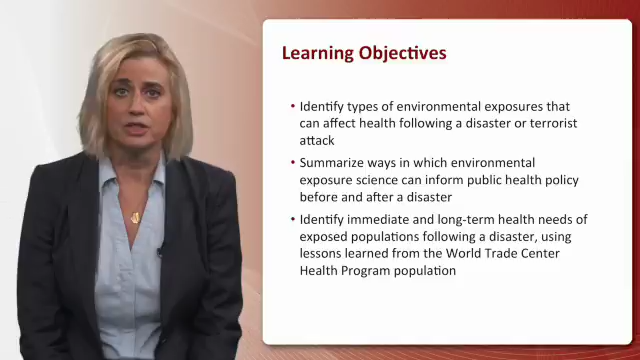 Learning Objectives
• Identify types of environmental exposures that
can affect health following a disaster or terrorist
attack
• Summarize ways in which environmental
exposure science can inform public health policy
before and after a disaster
• Identify immediate and long-term health needs of
exposed populations following a disaster, using
lessons learned from the World Trade Center
Health Program population